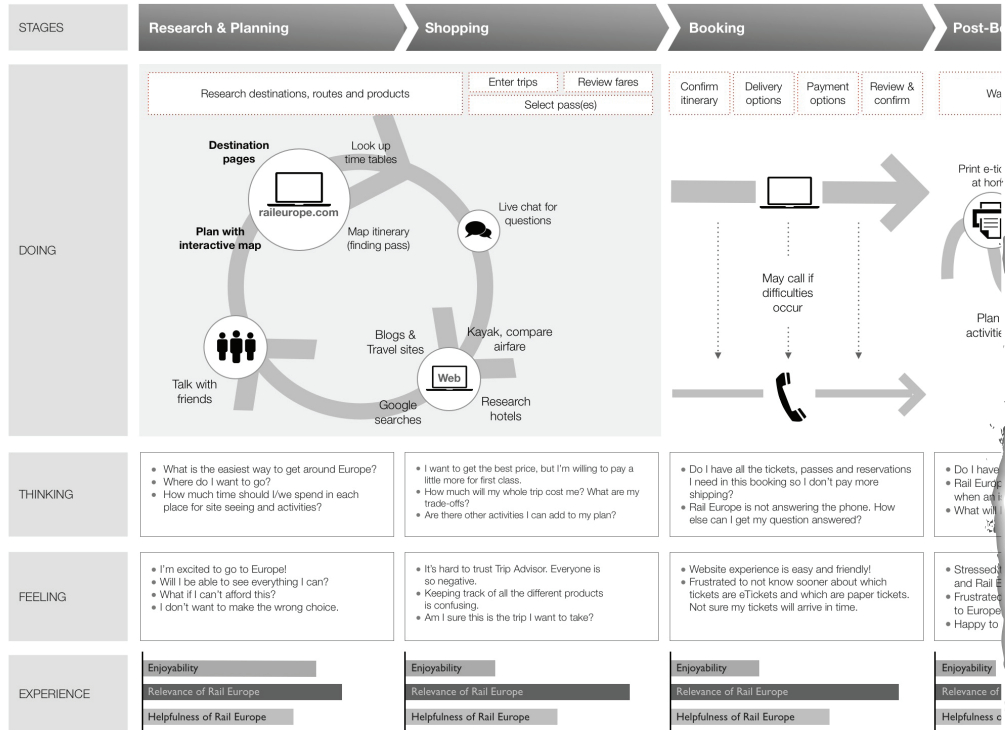 STAGES
Research & Planning
Shopping
Booking
Post-B
DOING
Research destinations, routes and products
Enter trips
Review fares
Select pass(es)
Confirm
itinerary
Delivery
options
Payment
options
Review &
confirm
Wa
Destination
pages
Look up
time tables
raileurope.com
Plan with
interactive map
Map itinerary
(finding pass)
Live chat for
questions
Talk with
friends
Blogs &
Travel sites
Kayak, compare
airfare
Web
Google
searches
Research
hotels
May call if
difficulties
occur
Print e-tic
at hom
Plan
activitie
THINKING
• What is the easiest way to get around Europe?
• Where do I want to go?
• How much time should I/we spend in each
place for site seeing and activities?
• I want to get the best price, but I'm willing to pay a
little more for first class.
• How much will my whole trip cost me? What are my
trade-offs?
• Are there other activities I can add to my plan?
• Do I have all the tickets, passes and reservations
I need in this booking so I don't pay more
shipping?
• Rail Europe is not answering the phone. How
else can I get my question answered?
• Do I have
• Rail Europ
when an i
• What will
FEELING
• I'm excited to go to Europe!
• Will I be able to see everything I can?
• What if I can't afford this?
• I don't want to make the wrong choice.
• It's hard to trust Trip Advisor. Everyone is
so negative.
• Keeping track of all the different products
is confusing.
• Am I sure this is the trip I want to take?
• Website experience is easy and friendly!
• Frustrated to not know sooner about which
tickets are eTickets and which are paper tickets.
Not sure my tickets will arrive in time.
• Stressed
and Rail E
• Frustrated
to Europe
• Happy to
EXPERIENCE
Enjoyability
Relevance of Rail Europe
Helpfulness of Rail Europe
Enjoyability
Relevance of Rail Europe
Helpfulness of Rail Europe
Enjoyability
Relevance of Rail Europe
Helpfulness of Rail Europe
Enjoyability
Relevance of
Helpfulness o